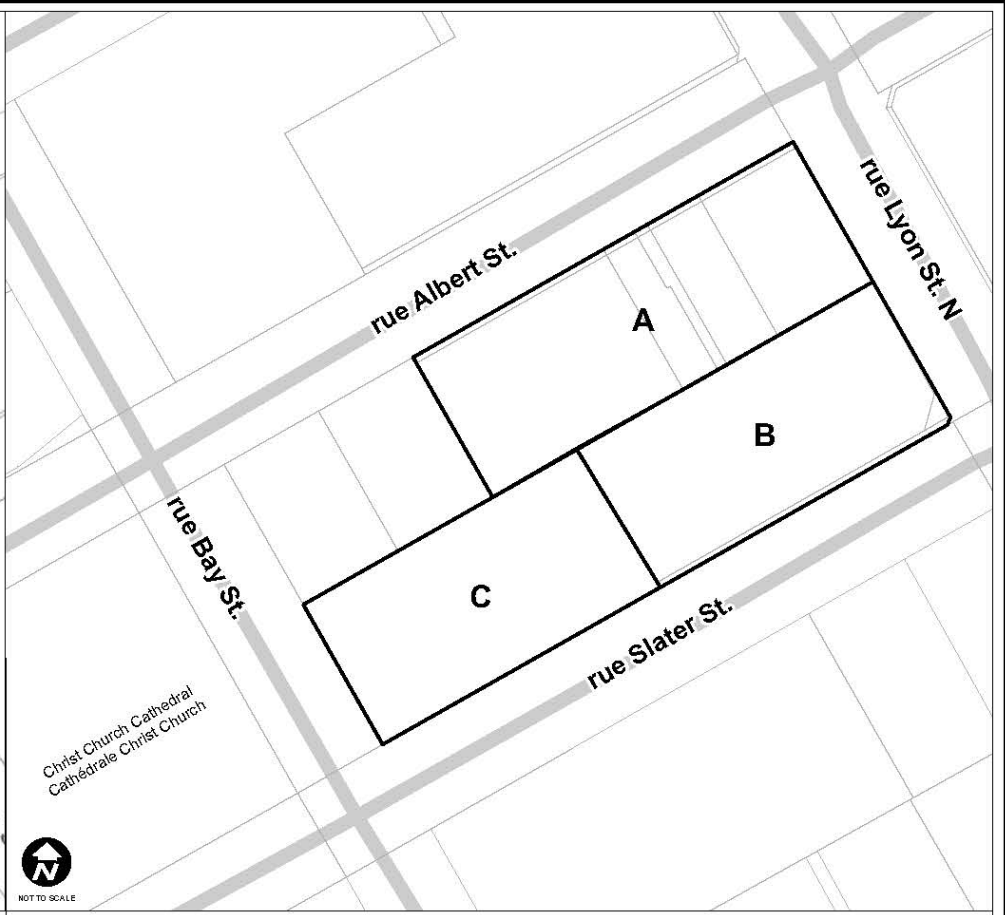 rue Albert St.
rue Lyon St. N
A
B
rue Bay St.
C
rue Slater St.
Christ Church Cathedral
Cathédrale Christ Church
N
NOT TO SCALE